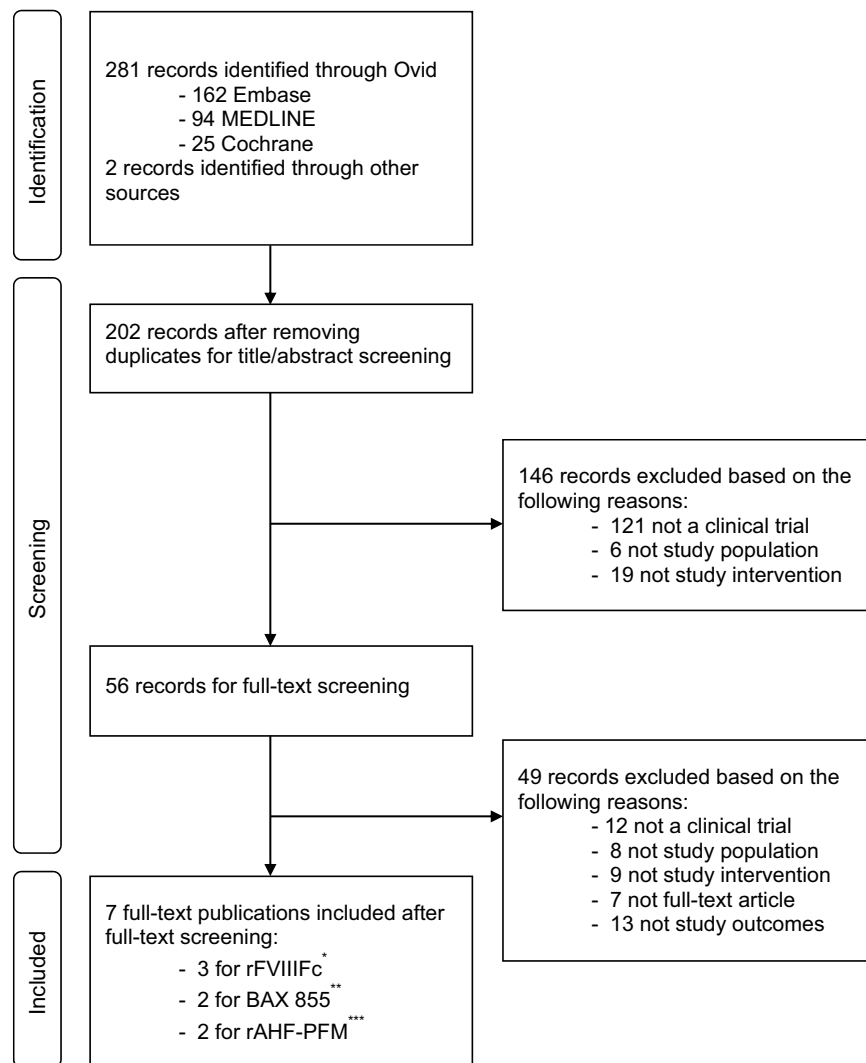 Identification
281 records identified through Ovid
- 162 Embase
- 94 MEDLINE
- 25 Cochrane
2 records identified through other
sources
Screening
202 records after removing
duplicates for title/abstract screening
146 records excluded based on the
following reasons:
- 121 not a clinical trial
- 6 not study population
- 19 not study intervention
56 records for full-text screening
49 records excluded based on the
following reasons:
- 12 not a clinical trial
- 8 not study population
- 9 not study intervention
- 7 not full-text article
- 13 not study outcomes
Included
7 full-text publications included after
full-text screening:
- 3 for rFVIIIFc*
- 2 for BAX 855**
- 2 for rAHF-PFM***